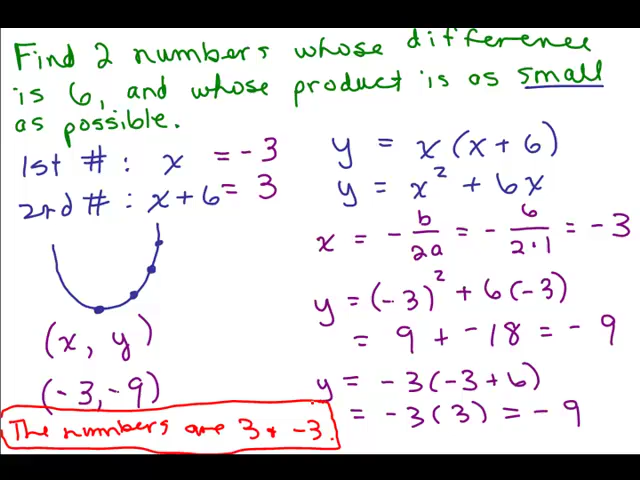 Find 2 numbers whose difference
is 6, and whose product is as small
as possible.
1st #: x = -3
2nd #: x + 6 = 3
(x, y)
(-3, -9)
The numbers are 3 & -3.
y = x(x + 6)
y = x² + 6x
x = -b/2a = -6/2·1 = -3
y = (-3)² + 6(-3)
= 9 + -18 = -9
y = -3(-3+6)
= -3(3) = -9